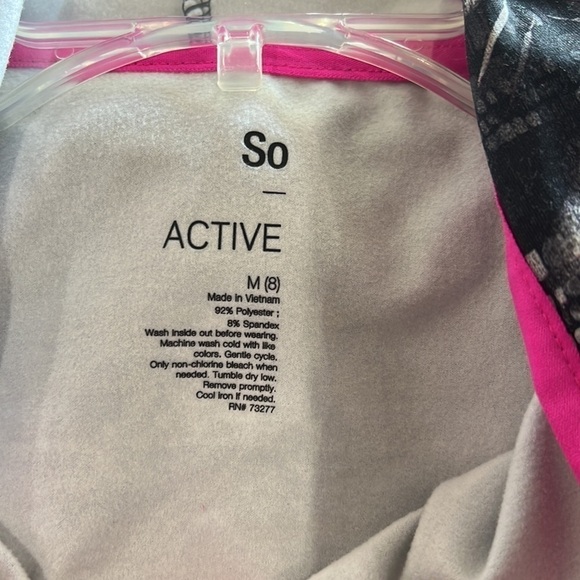 So
—
ACTIVE
M (8)
Made in Vietnam
92% Polyester ;
8% Spandex
Wash inside out before wearing.
Machine wash cold with like
colors. Gentle cycle.
Only non-chlorine bleach when
needed. Tumble dry low.
Remove promptly.
Cool Iron if needed.
RN# 73277